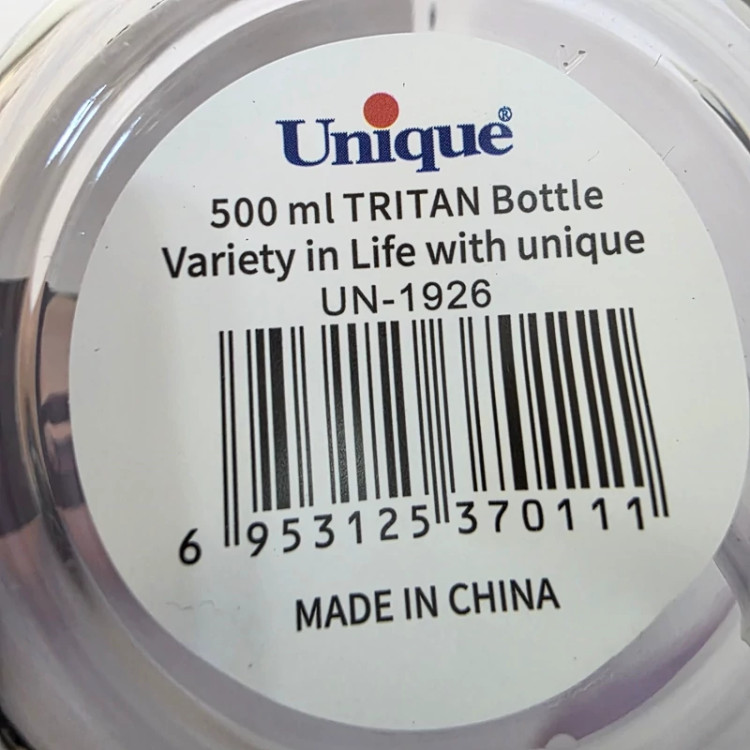 Unique®
500 ml TRITAN Bottle
Variety in Life with unique
UN-1926
6 953125 370111
MADE IN CHINA